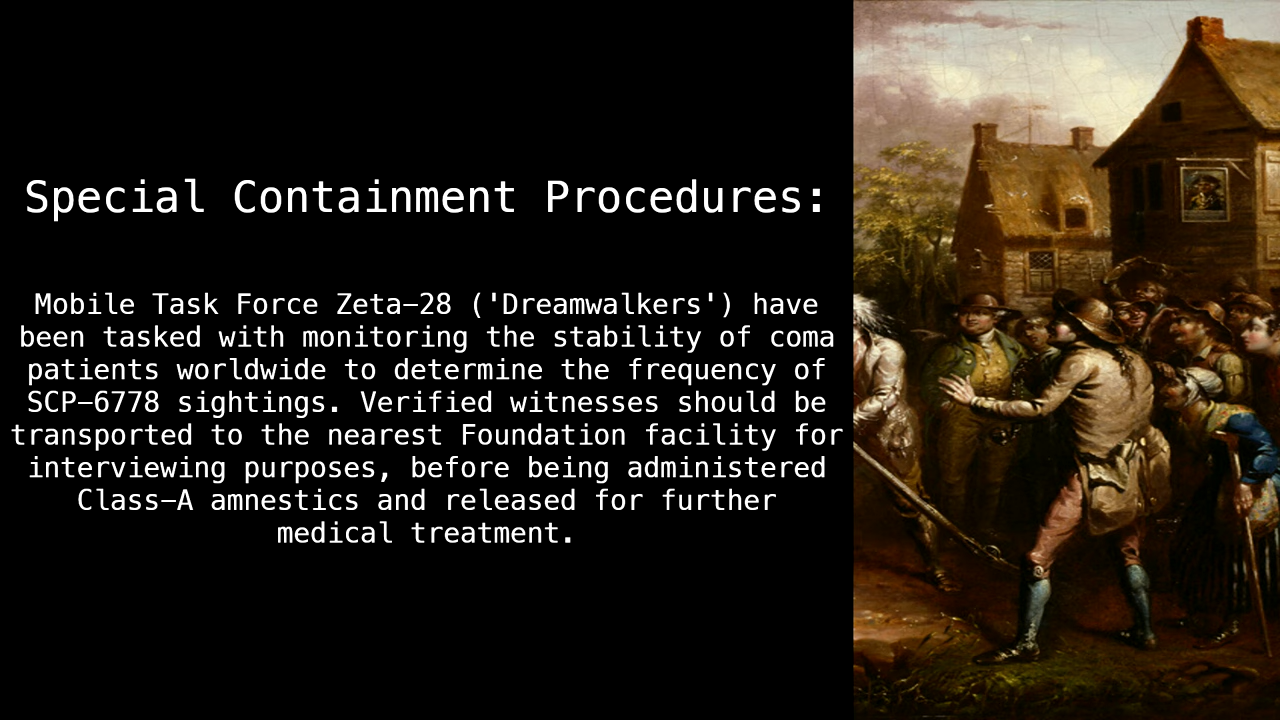 Special Containment Procedures:
Mobile Task Force Zeta–28 ('Dreamwalkers') have
been tasked with monitoring the stability of coma
patients worldwide to determine the frequency of
SCP–6778 sightings. Verified witnesses should be
transported to the nearest Foundation facility for
interviewing purposes, before being administered
Class–A amnestics and released for further
medical treatment.